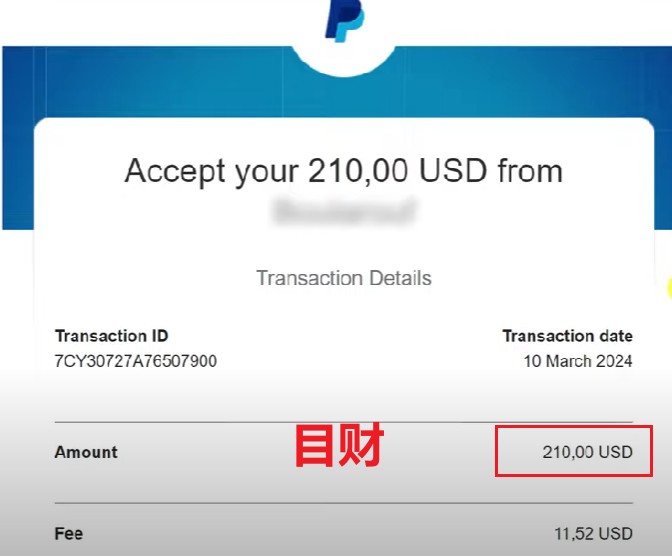 Accept your 210,00 USD from
Transaction Details
Transaction ID
Transaction date
7CY30727A76507900
10 March 2024
目财
Amount
210,00 USD
Fee
11,52 USD